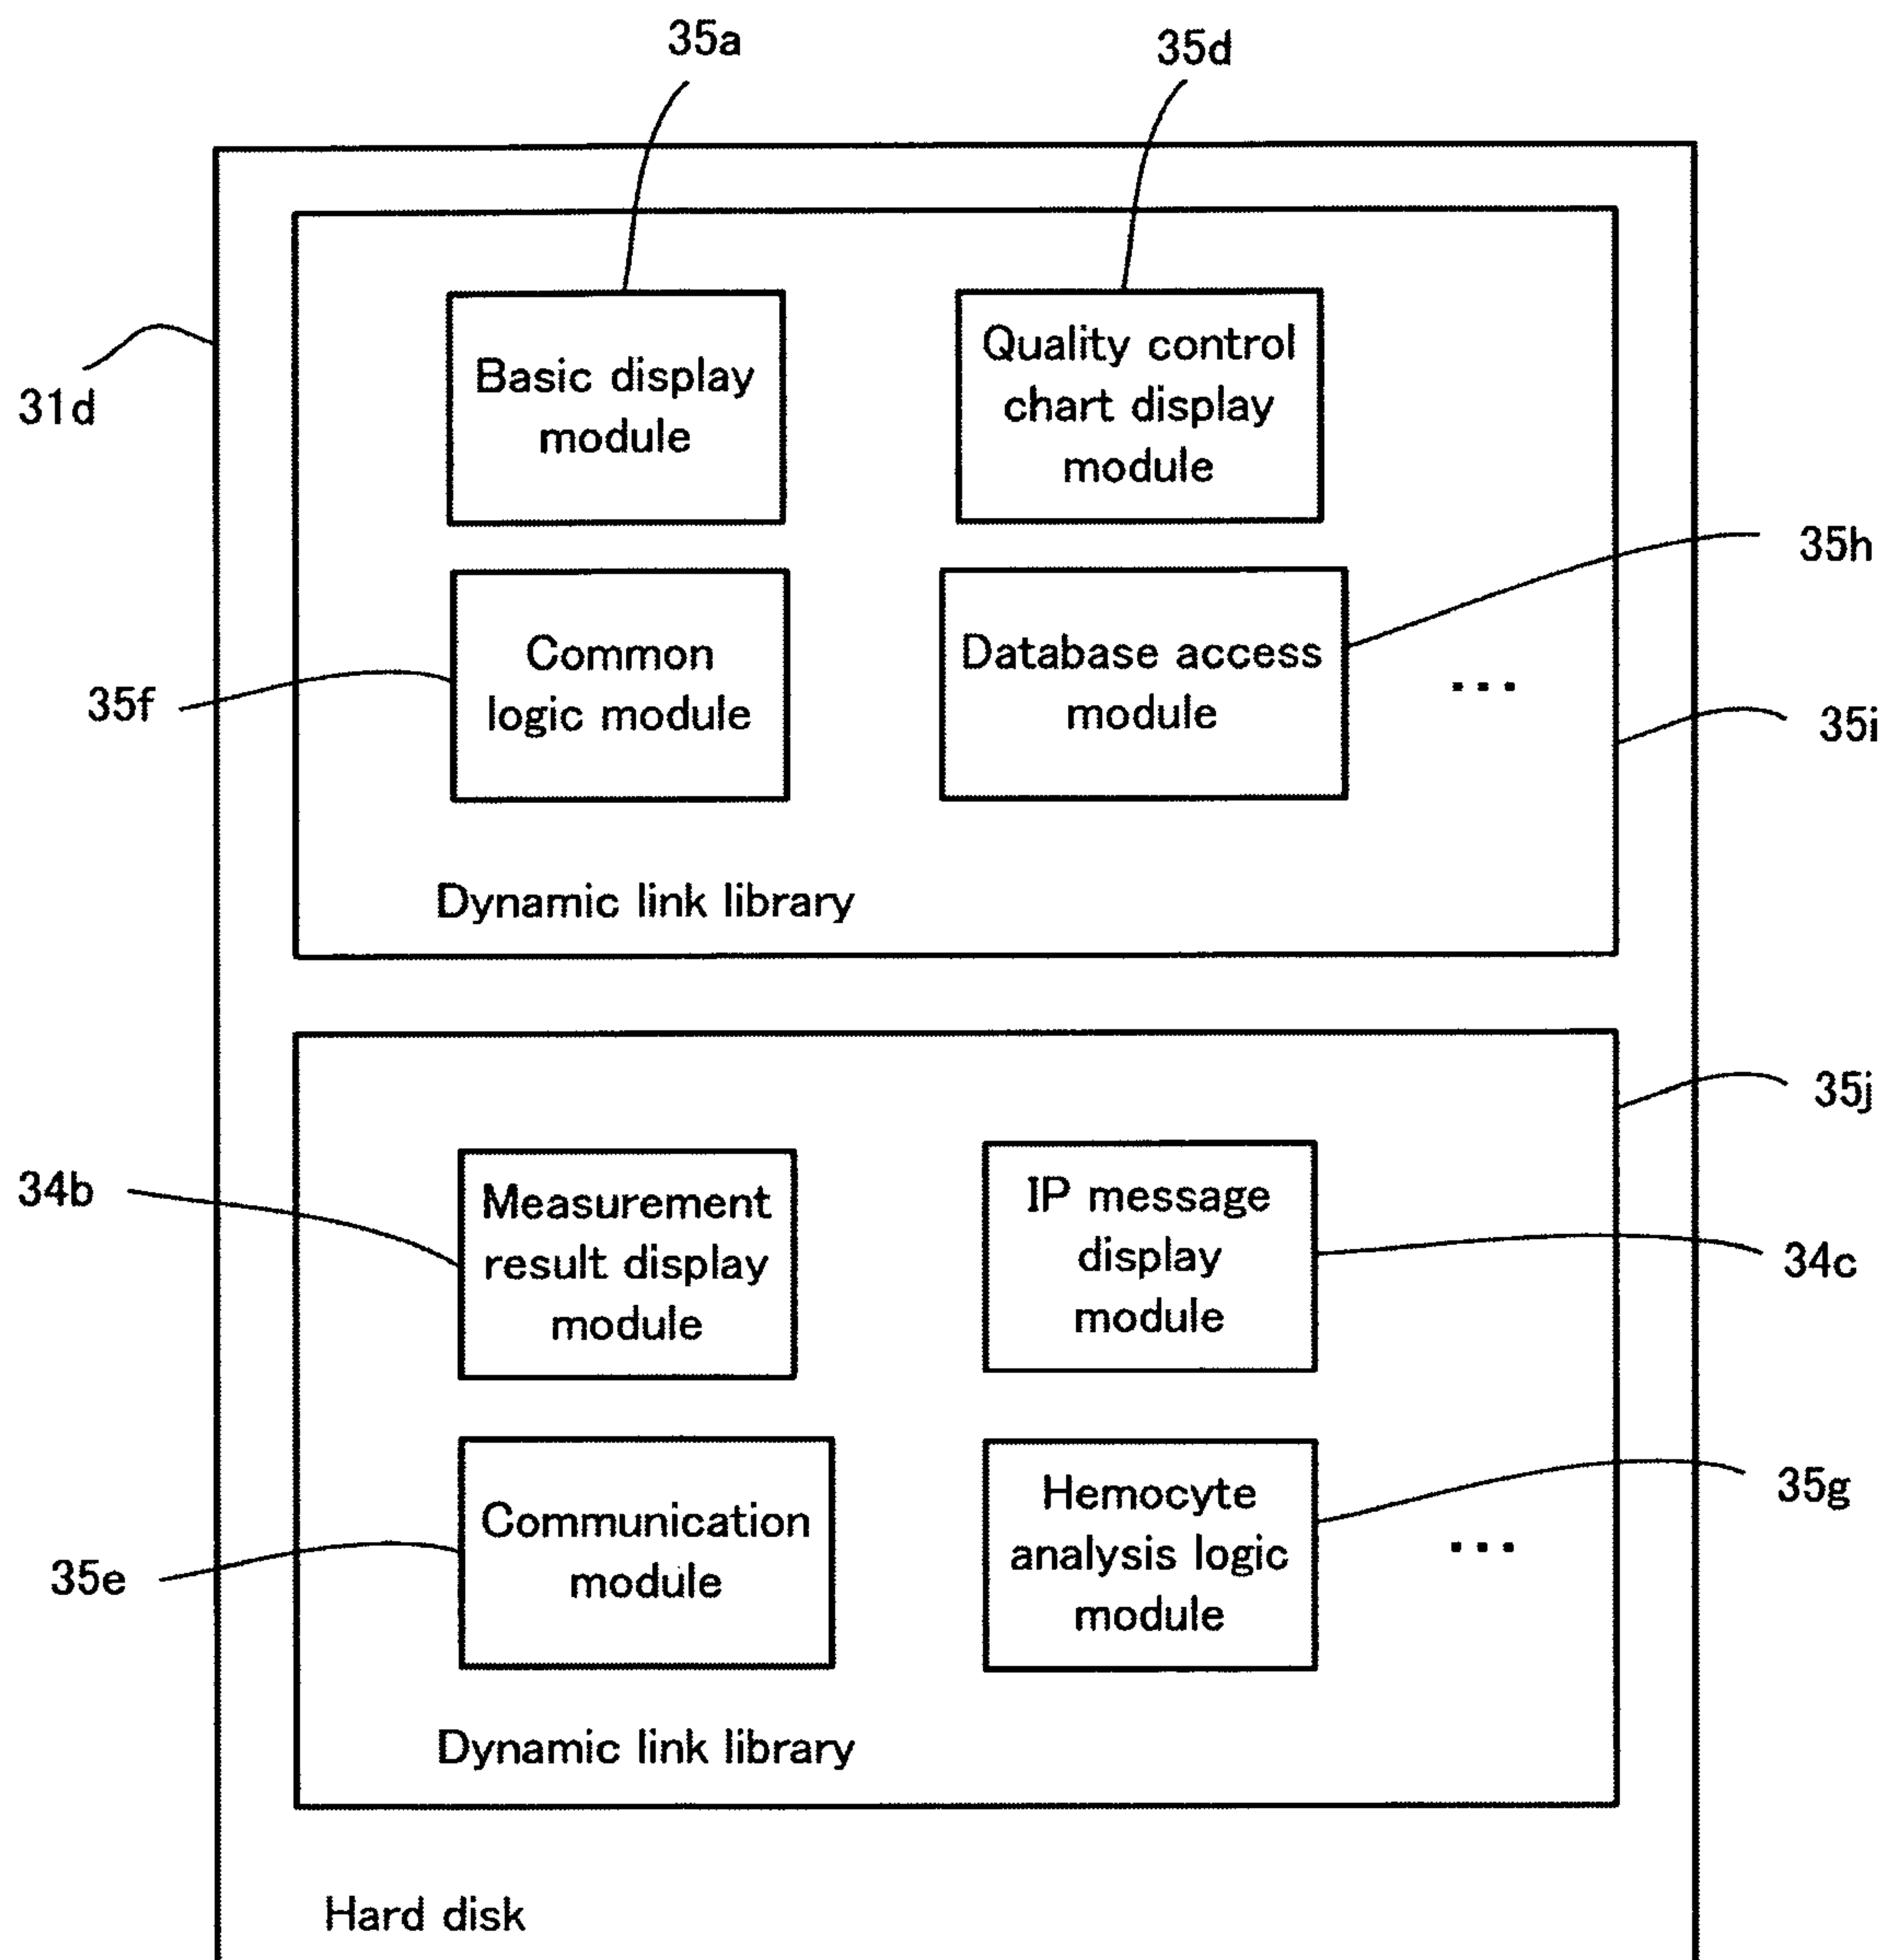 35a
35d
31d
Basic display
module
Quality control
chart display
module
35h
Common
logic module
Database access
module
...
35f
35i
Dynamic link library
35j
34b
Measurement
result display
module
IP message
display
module
34c
Communication
module
Hemocyte
analysis logic
module
...
35g
35e
Dynamic link library
Hard disk